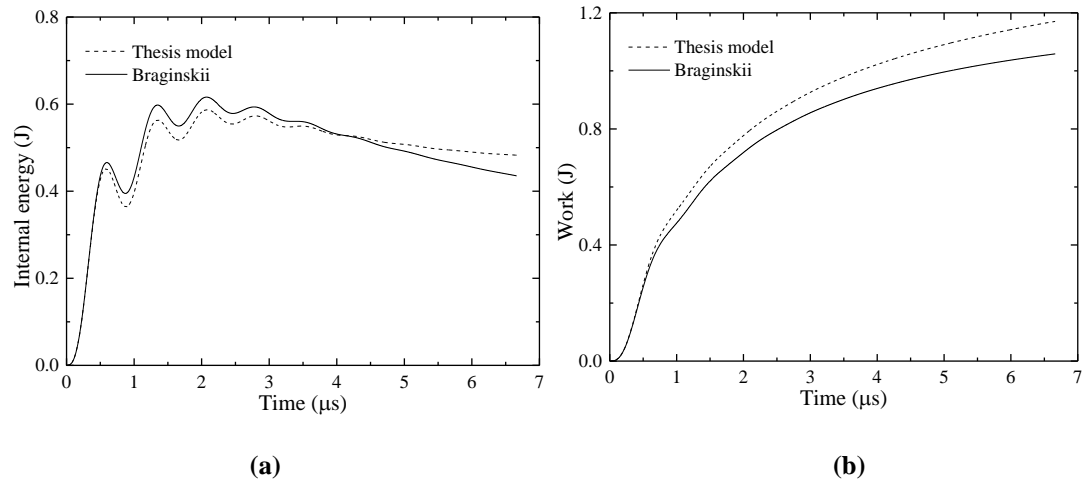 0.8
0.6
0.4
0.2
0.0
Internal energy (J)
Thesis model
Braginskii
0 1 2 3 4 5 6 7
Time (μs)
(a)
1.2
0.8
0.4
0.0
Work (J)
Thesis model
Braginskii
0 1 2 3 4 5 6 7
Time (μs)
(b)